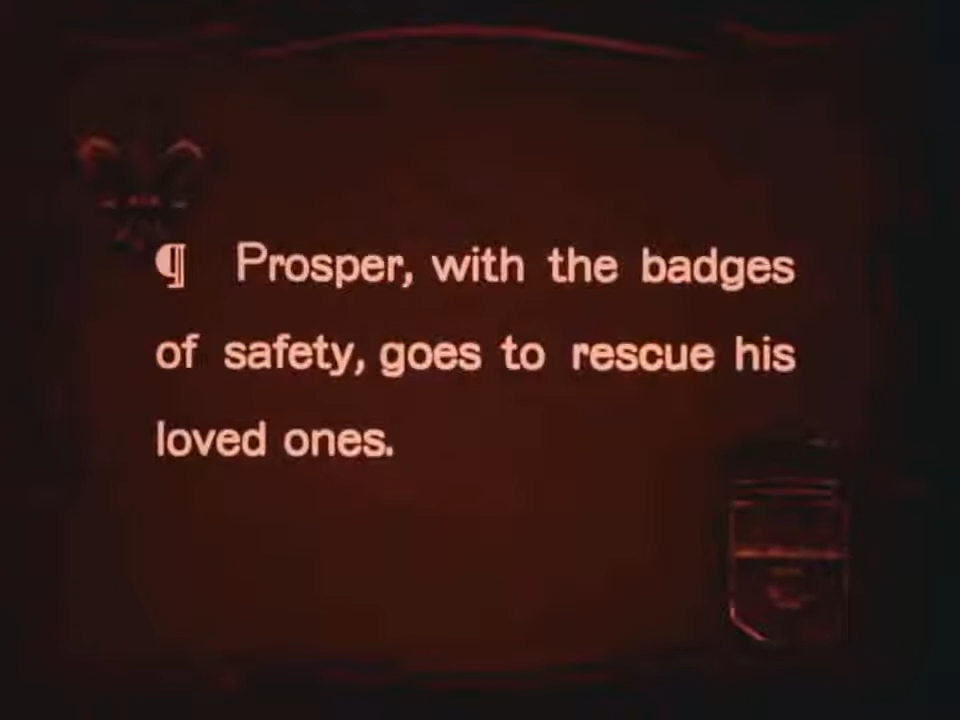 ¶ Prosper, with the badges
of safety, goes to rescue his
loved ones.